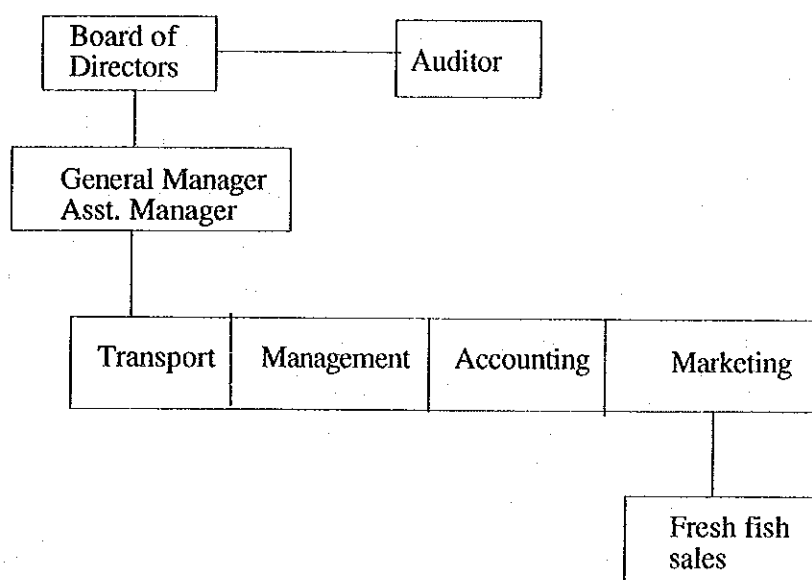 Board of
Directors
Auditor
General Manager
Asst. Manager
Transport
Management
Accounting
Marketing
Fresh fish
sales